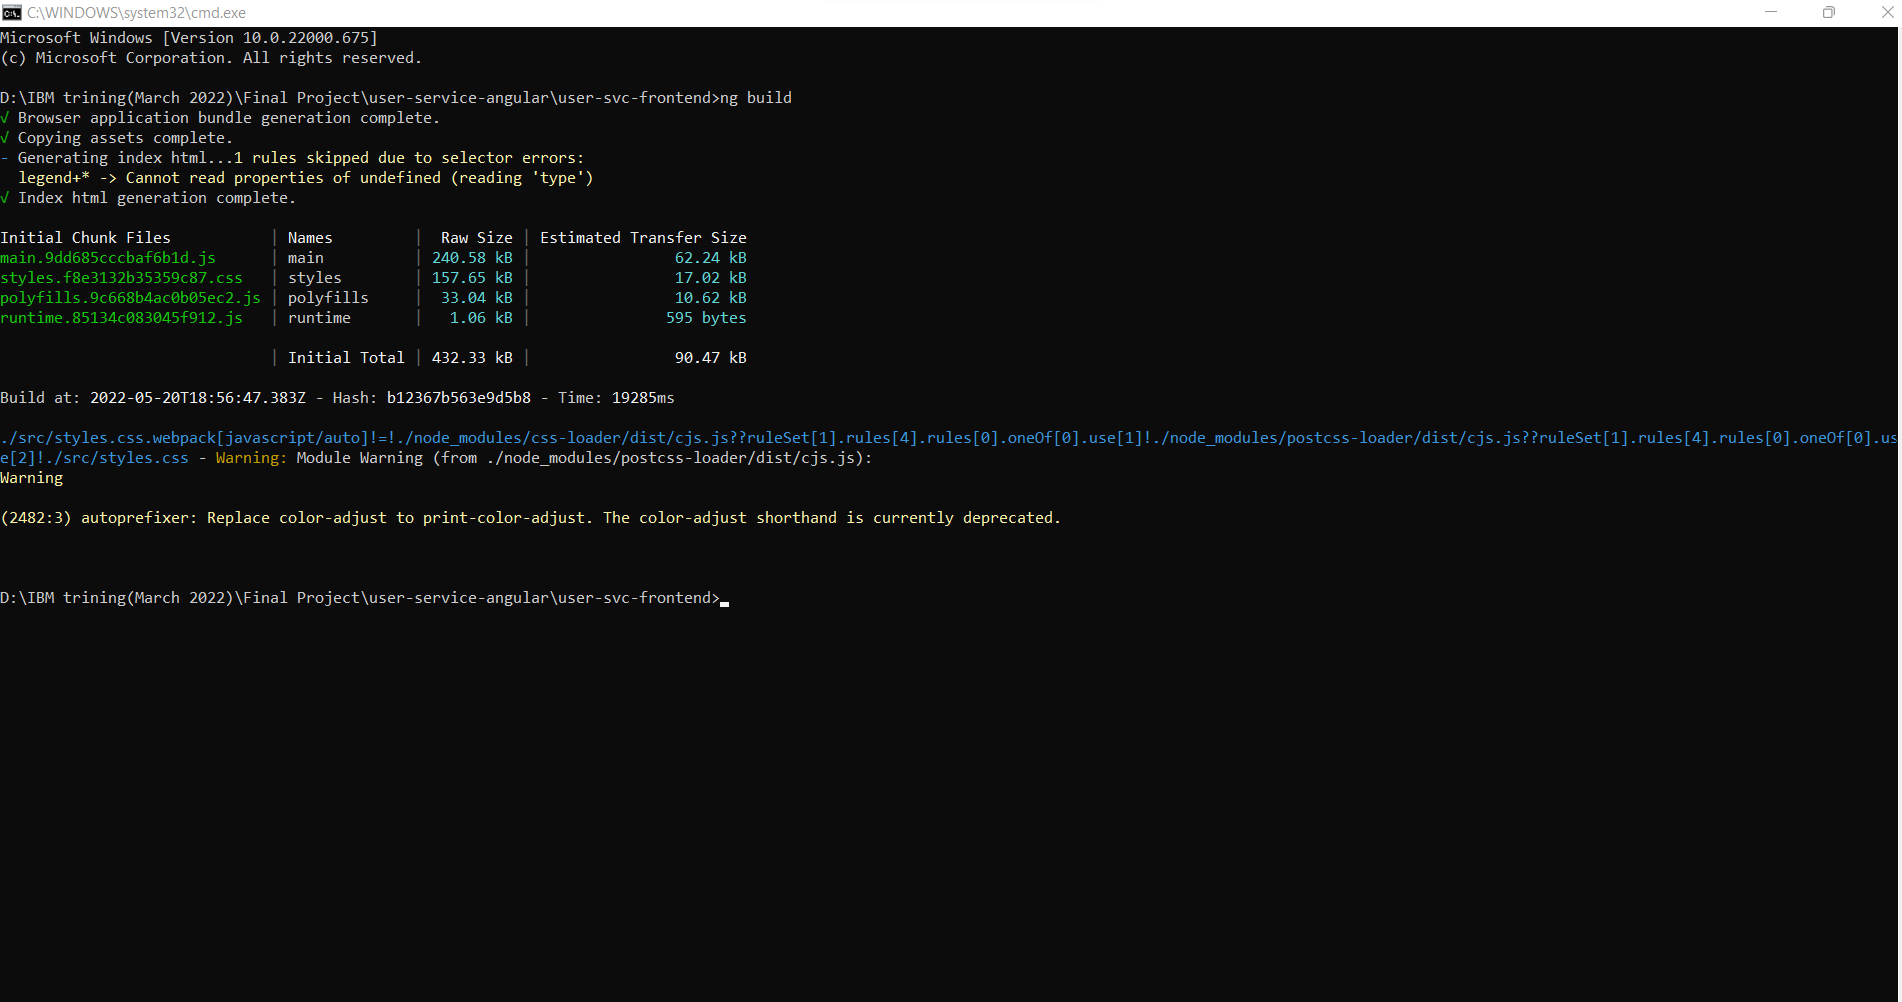 C:\WINDOWS\system32\cmd.exe
Microsoft Windows [Version 10.0.22000.675]
(c) Microsoft Corporation. All rights reserved.
D:\IBM trining(March 2022)\Final Project\user-service-angular\user-svc-frontend>ng build
√ Browser application bundle generation complete.
√ Copying assets complete.
- Generating index html...1 rules skipped due to selector errors:
  legend+* -> Cannot read properties of undefined (reading 'type')
√ Index html generation complete.
Initial Chunk Files | Names | Raw Size | Estimated Transfer Size
main.9dd685cccbaf6b1d.js | main | 240.58 kB | 62.24 kB
styles.f8e3132b35359c87.css | styles | 157.65 kB | 17.02 kB
polyfills.9c668b4ac0b05ec2.js | polyfills | 33.04 kB | 10.62 kB
runtime.85134c083045f912.js | runtime | 1.06 kB | 595 bytes
| Initial Total | 432.33 kB | 90.47 kB
Build at: 2022-05-20T18:56:47.383Z - Hash: b12367b563e9d5b8 - Time: 19285ms
./src/styles.css.webpack[javascript/auto]!=!./node_modules/css-loader/dist/cjs.js??ruleSet[1].rules[4].rules[0].oneOf[0].use[1]!./node_modules/postcss-loader/dist/cjs.js??ruleSet[1].rules[4].rules[0].oneOf[0].us
e[2]!./src/styles.css - Warning: Module Warning (from ./node_modules/postcss-loader/dist/cjs.js):
Warning
(2482:3) autoprefixer: Replace color-adjust to print-color-adjust. The color-adjust shorthand is currently deprecated.
D:\IBM trining(March 2022)\Final Project\user-service-angular\user-svc-frontend>